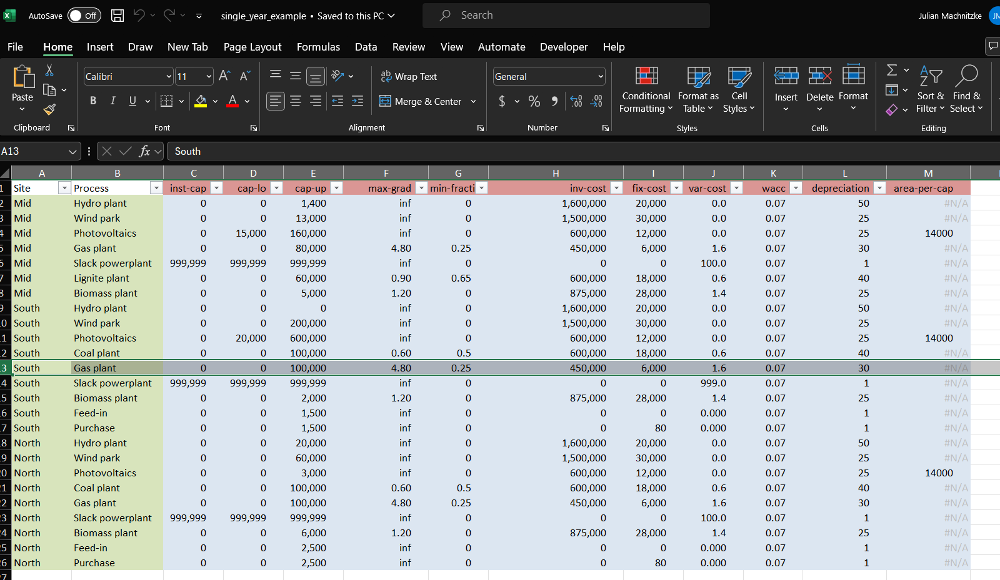 AutoSave Off single_year_example • Saved to this PC Search Julian Machnitzke
File Home Insert Draw New Tab Page Layout Formulas Data Review View Automate Developer Help
Calibri 11 Wrap Text General
Paste B I U A Merge & Center $ % Conditional Formatting Format as Table Cell Styles Insert Delete Format Sort & Filter Find & Select
Clipboard Font Alignment Number Styles Cells Editing
A13 fx South
A B C D E F G H I J K L M
1 Site Process inst-cap cap-lo cap-up max-grad min-fracti inv-cost fix-cost var-cost wacc depreciation area-per-cap
2 Mid Hydro plant 0 0 1,400 inf 0 1,600,000 20,000 0.0 0.07 50 #N/A
3 Mid Wind park 0 0 13,000 inf 0 1,500,000 30,000 0.0 0.07 25 #N/A
4 Mid Photovoltaics 0 15,000 160,000 inf 0 600,000 12,000 0.0 0.07 25 14000
5 Mid Gas plant 0 0 80,000 4.80 0.25 450,000 6,000 1.6 0.07 30 #N/A
6 Mid Slack powerplant 999,999 999,999 999,999 inf 0 0 0 100.0 0.07 1 #N/A
7 Mid Lignite plant 0 0 60,000 0.90 0.65 600,000 18,000 0.6 0.07 40 #N/A
8 Mid Biomass plant 0 0 5,000 1.20 0 875,000 28,000 1.4 0.07 25 #N/A
9 South Hydro plant 0 0 0 inf 0 1,600,000 20,000 0.0 0.07 50 #N/A
0 South Wind park 0 0 200,000 inf 0 1,500,000 30,000 0.0 0.07 25 #N/A
1 South Photovoltaics 0 20,000 600,000 inf 0 600,000 12,000 0.0 0.07 25 14000
2 South Coal plant 0 0 100,000 0.60 0.5 600,000 18,000 0.6 0.07 40 #N/A
3 South Gas plant 0 0 100,000 4.80 0.25 450,000 6,000 1.6 0.07 30 #N/A
4 South Slack powerplant 999,999 999,999 999,999 inf 0 0 0 999.0 0.07 1 #N/A
5 South Biomass plant 0 0 2,000 1.20 0 875,000 28,000 1.4 0.07 25 #N/A
6 South Feed-in 0 0 1,500 inf 0 0 0 0.000 0.07 1 #N/A
7 South Purchase 0 0 1,500 inf 0 0 80 0.000 0.07 1 #N/A
8 North Hydro plant 0 0 20,000 inf 0 1,600,000 20,000 0.0 0.07 50 #N/A
9 North Wind park 0 0 60,000 inf 0 1,500,000 30,000 0.0 0.07 25 #N/A
0 North Photovoltaics 0 0 3,000 inf 0 600,000 12,000 0.0 0.07 25 14000
1 North Coal plant 0 0 100,000 0.60 0.5 600,000 18,000 0.6 0.07 40 #N/A
2 North Gas plant 0 0 100,000 4.80 0.25 450,000 6,000 1.6 0.07 30 #N/A
3 North Slack powerplant 999,999 999,999 999,999 inf 0 0 0 100.0 0.07 1 #N/A
4 North Biomass plant 0 0 6,000 1.20 0 875,000 28,000 1.4 0.07 25 #N/A
5 North Feed-in 0 0 2,500 inf 0 0 0 0.000 0.07 1 #N/A
6 North Purchase 0 0 2,500 inf 0 0 80 0.000 0.07 1 #N/A